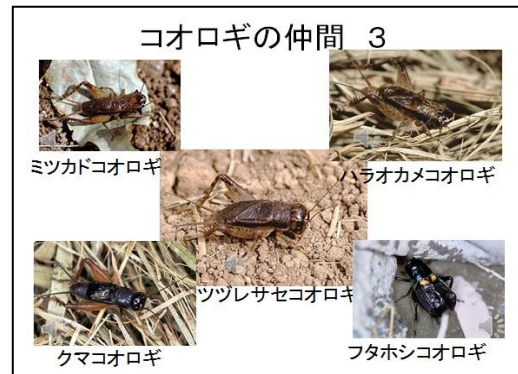 コオロギの仲間 3
ミツカドコオロギ
ハラオカメコオロギ
ツヅレサセコオロギ
クマコオロギ
フタホシコオロギ